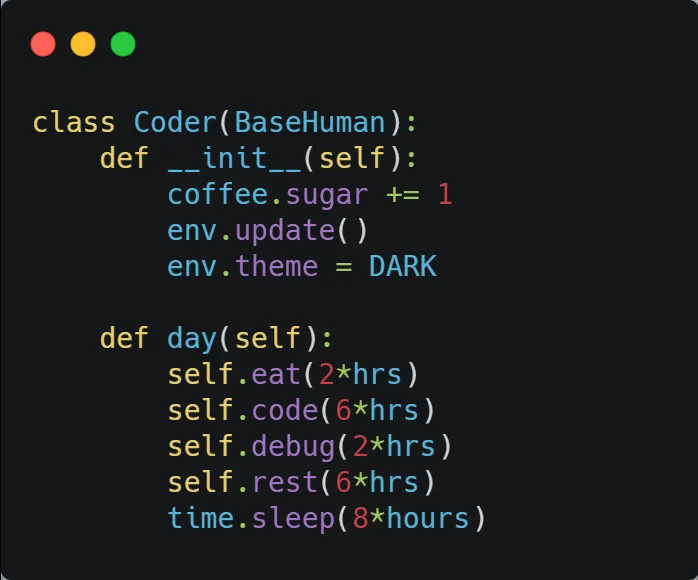 class Coder(BaseHuman):
    def __init__(self):
        coffee.sugar += 1
        env.update()
        env.theme = DARK

    def day(self):
        self.eat(2*hrs)
        self.code(6*hrs)
        self.debug(2*hrs)
        self.rest(6*hrs)
        time.sleep(8*hours)